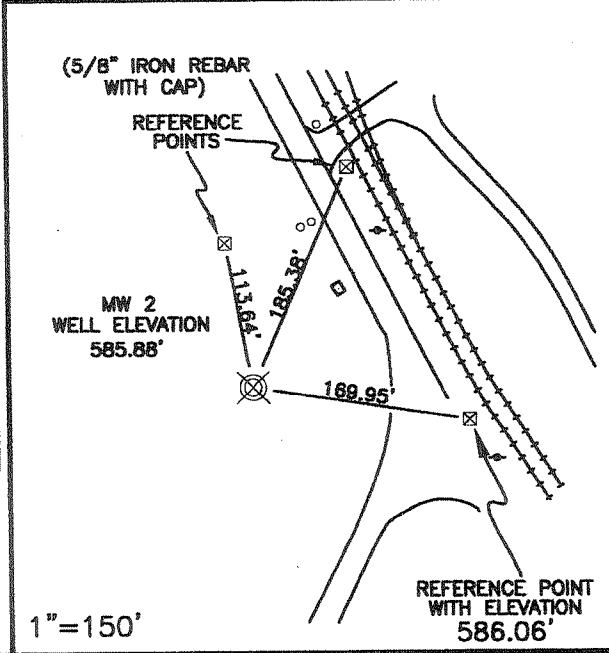 (5/8" IRON REBAR
WITH CAP)
REFERENCE
POINTS
113.64'
185.38'
MW 2
WELL ELEVATION
585.88'
169.95'
REFERENCE POINT
WITH ELEVATION
586.06'
1"=150'